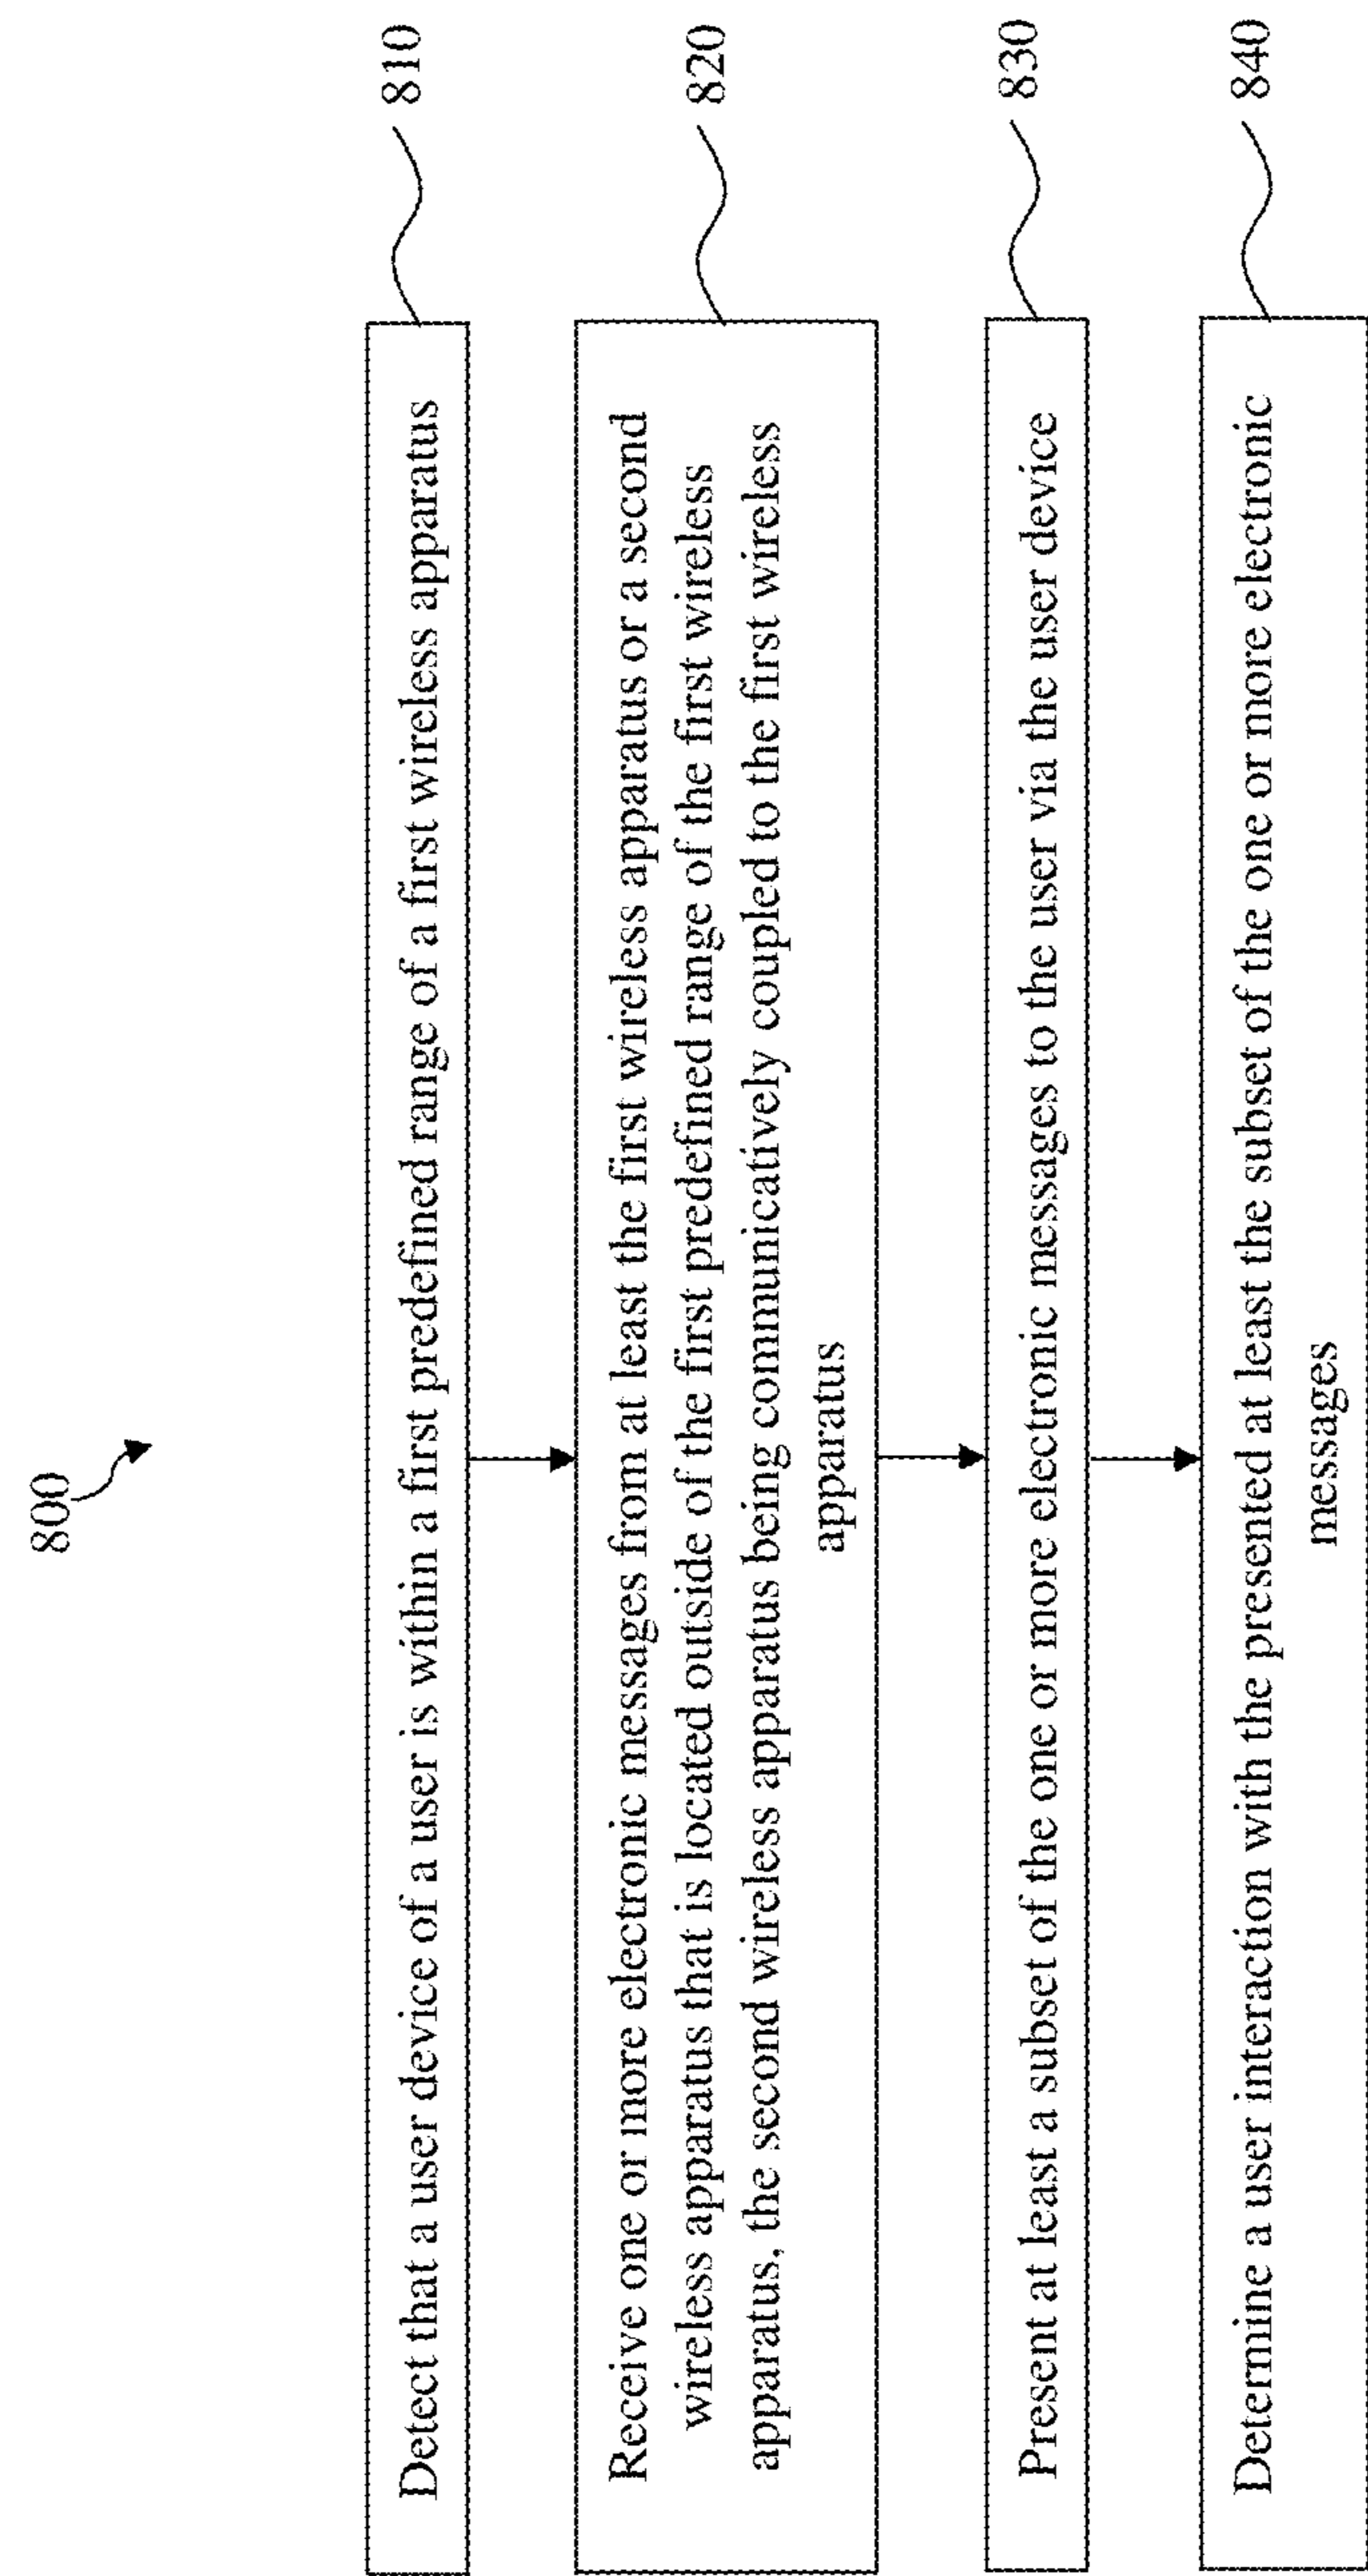 800
Detect that a user device of a user is within a first predefined range of a first wireless apparatus
810
Receive one or more electronic messages from at least the first wireless apparatus or a second
wireless apparatus that is located outside of the first predefined range of the first wireless
apparatus, the second wireless apparatus being communicatively coupled to the first wireless
apparatus
820
Present at least a subset of the one or more electronic messages to the user via the user device
830
Determine a user interaction with the presented at least the subset of the one or more electronic
messages
840